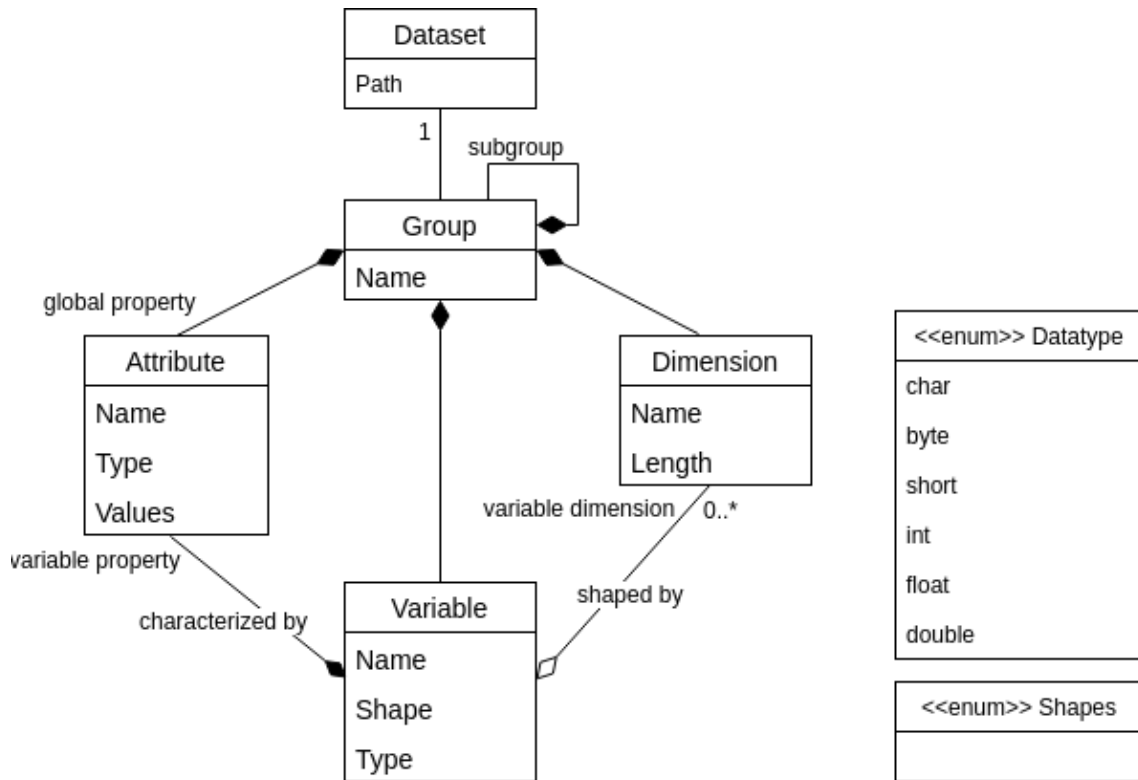 Dataset
Path
1
subgroup
Group
Name
global property
Attribute
Name
Type
Values
Dimension
Name
Length
<<enum>> Datatype
char
byte
short
int
float
double
variable dimension
0..*
variable property
characterized by
shaped by
Variable
Name
Shape
Type
<<enum>> Shapes